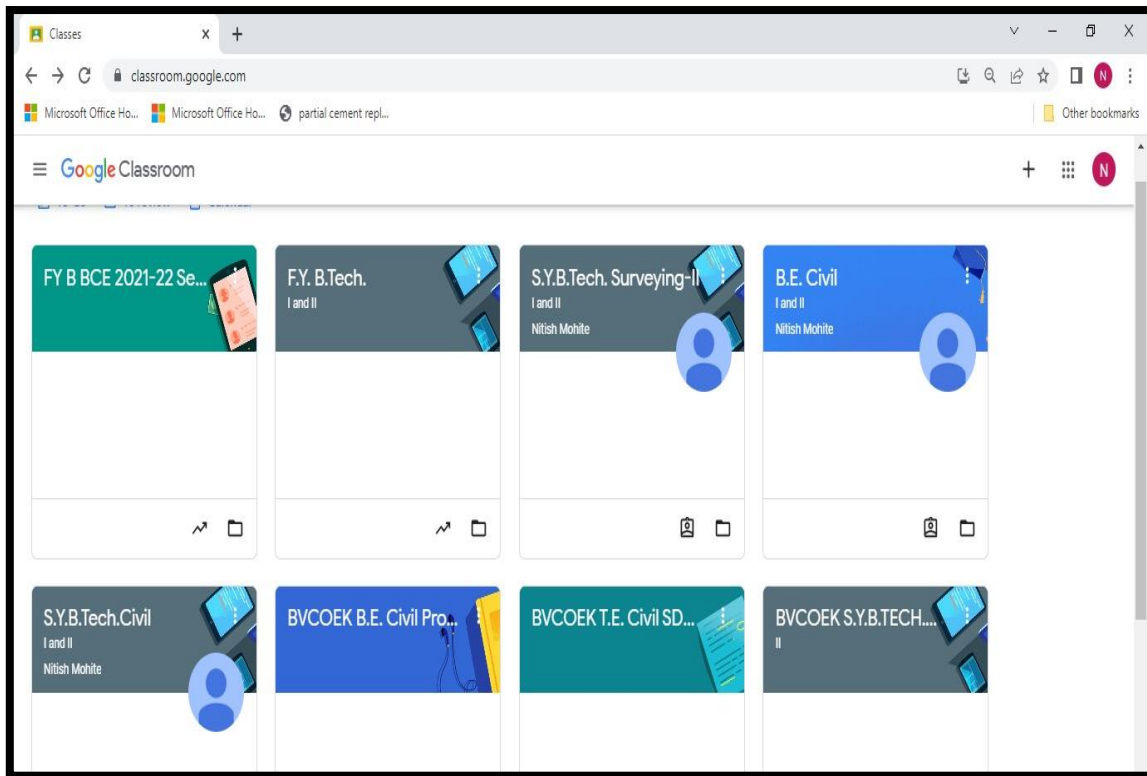 Classes
classroom.google.com
N
Microsoft Office Ho...
Microsoft Office Ho...
partial cement repl...
Other bookmarks
Google Classroom
N
FY B BCE 2021-22 Se...
F.Y. B.Tech.
I and II
S.Y.B.Tech. Surveying-II
I and II
Nitish Mohite
B.E. Civil
I and II
Nitish Mohite
S.Y.B.Tech.Civil
I and II
Nitish Mohite
BVCOEK B.E. Civil Pro...
BVCOEK T.E. Civil SD...
BVCOEK S.Y.B.TECH....
II